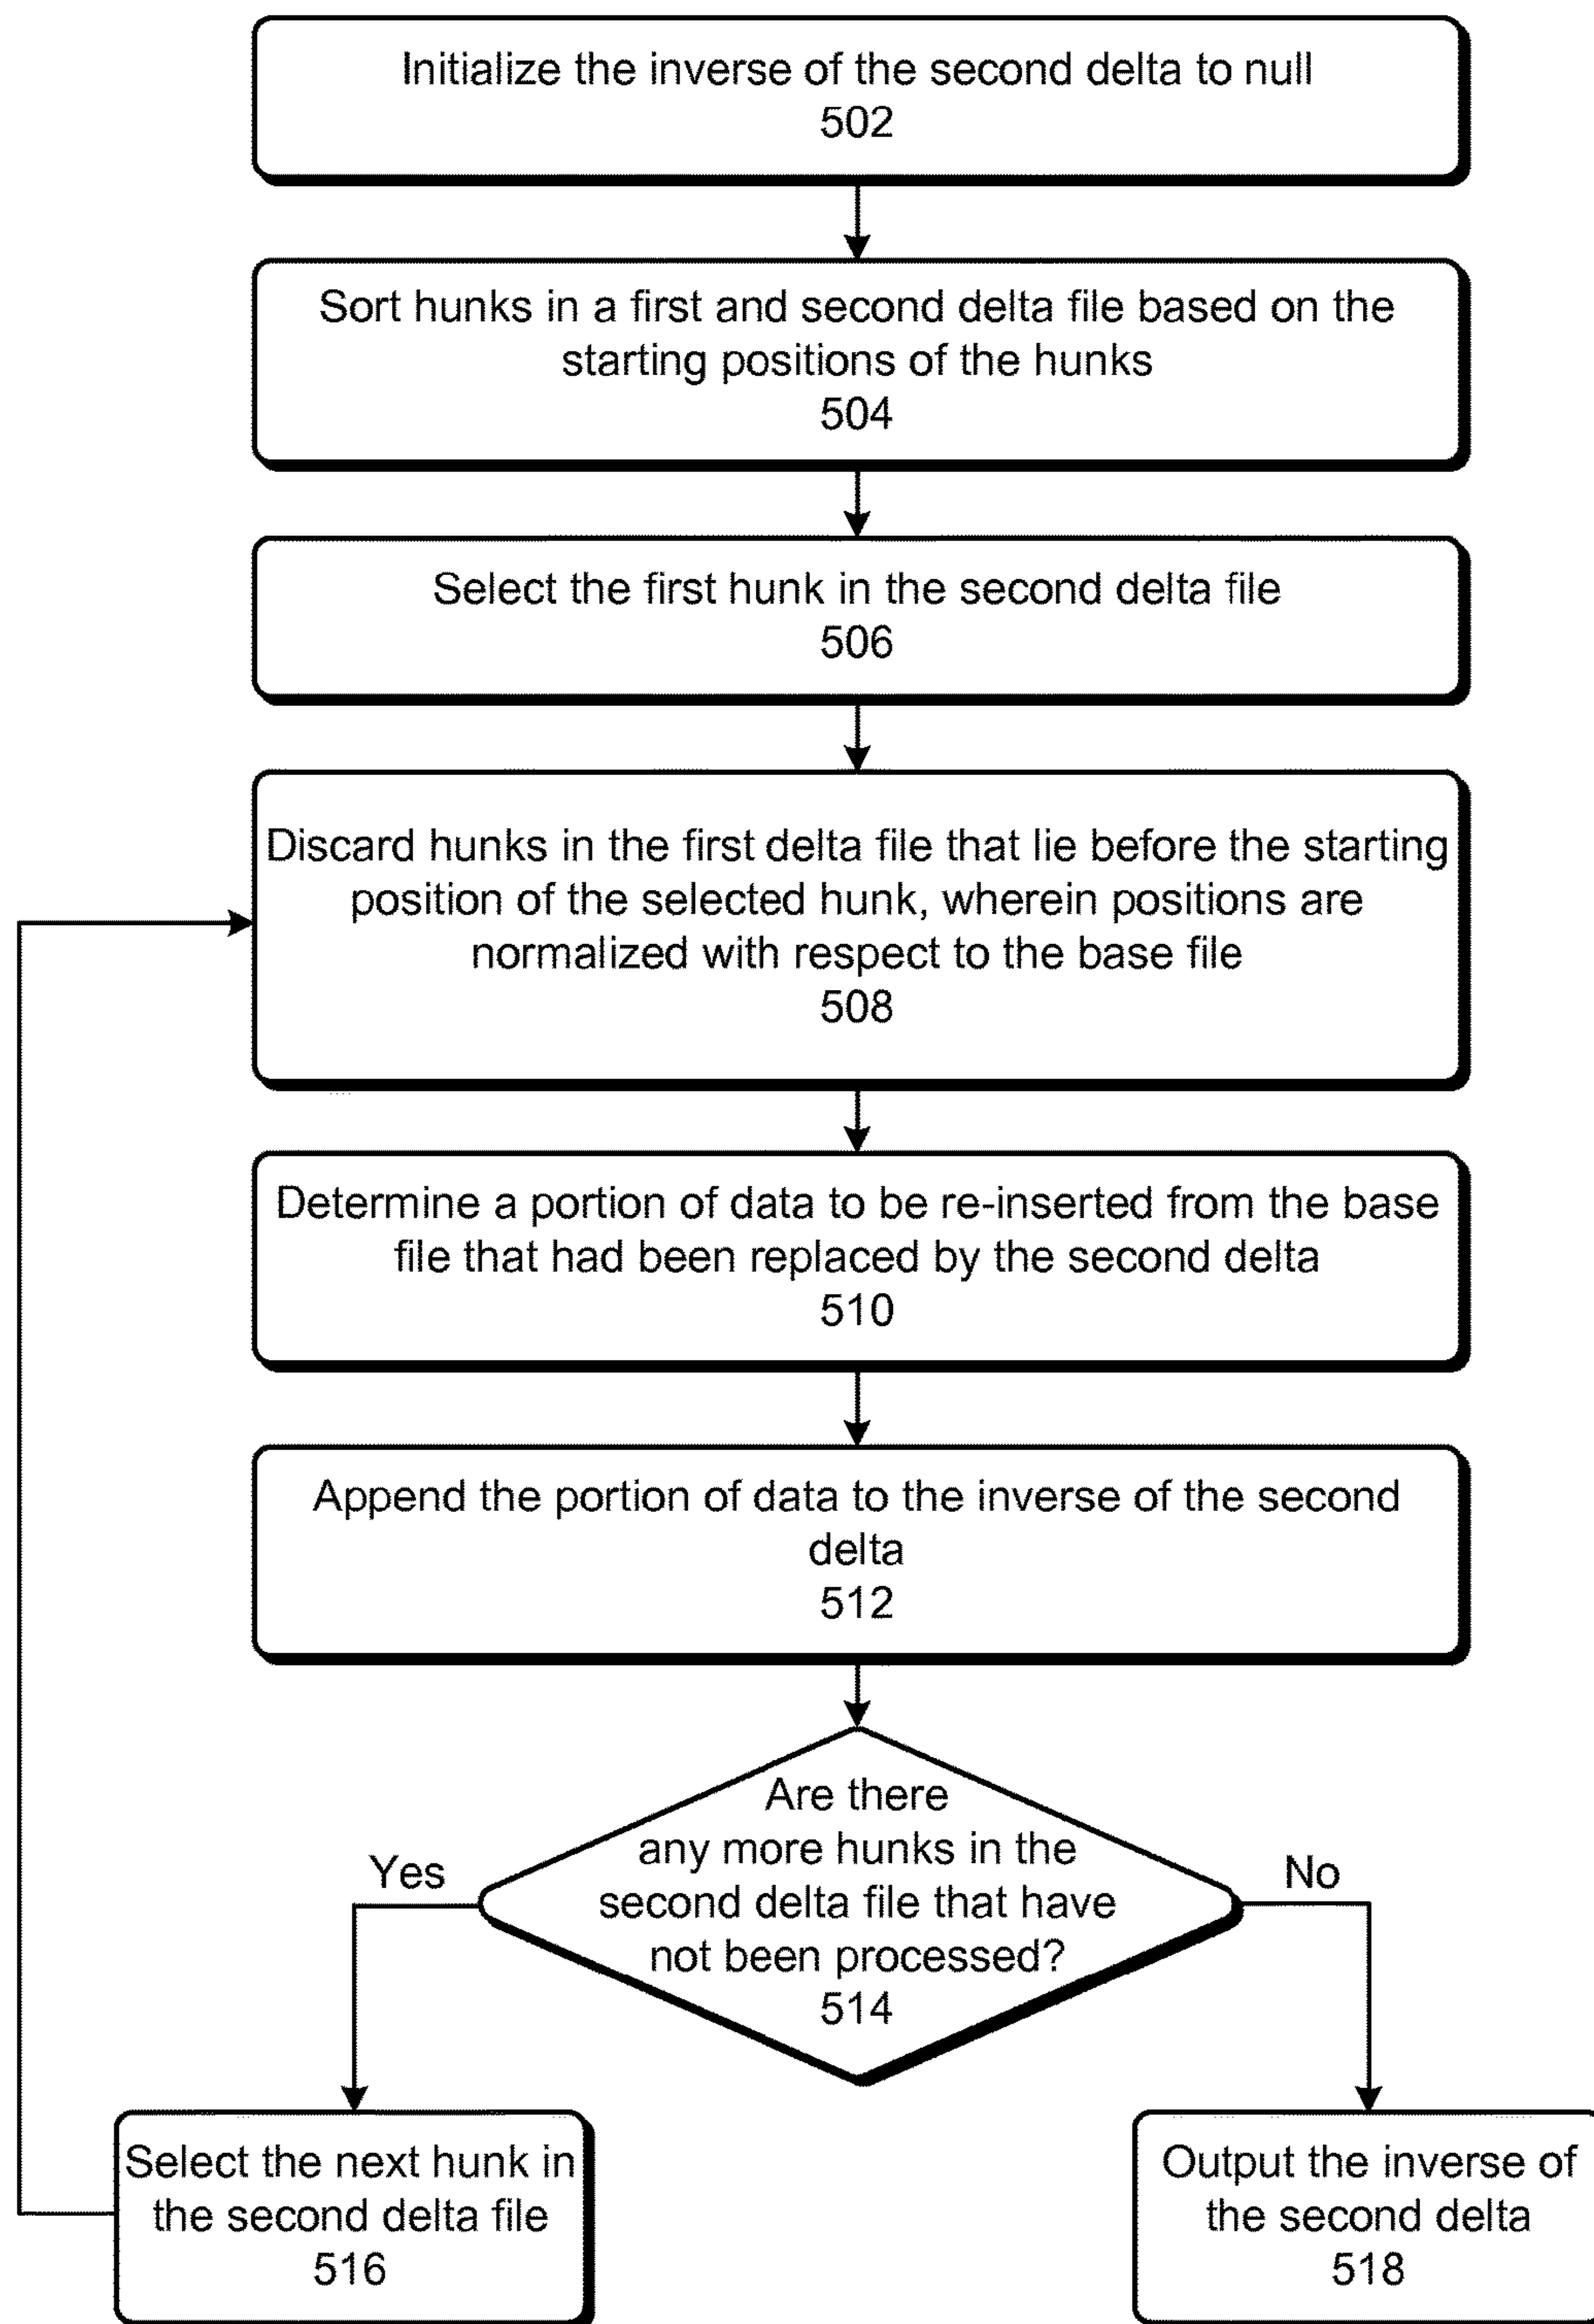 Initialize the inverse of the second delta to null
502
Sort hunks in a first and second delta file based on the
starting positions of the hunks
504
Select the first hunk in the second delta file
506
Discard hunks in the first delta file that lie before the starting
position of the selected hunk, wherein positions are
normalized with respect to the base file
508
Determine a portion of data to be re-inserted from the base
file that had been replaced by the second delta
510
Append the portion of data to the inverse of the second
delta
512
Are there
any more hunks in the
second delta file that have
not been processed?
514
Yes
No
Select the next hunk in
the second delta file
516
Output the inverse of
the second delta
518